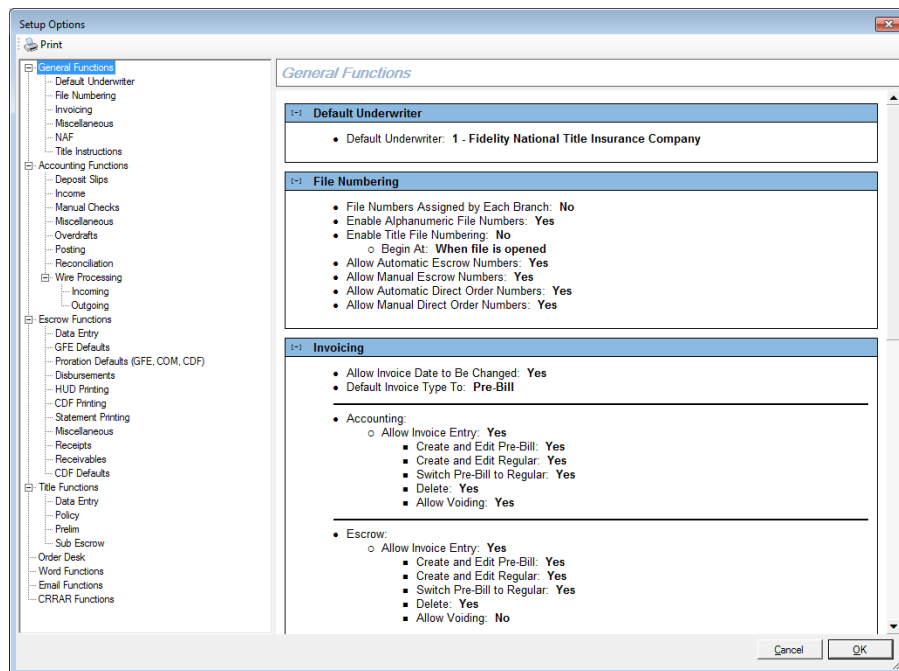 Setup Options
Print
General Functions
Default Underwriter
File Numbering
Invoicing
Miscellaneous
NAF
Title Instructions
Accounting Functions
Deposit Slips
Income
Manual Checks
Miscellaneous
Overdrafts
Posting
Reconciliation
Wire Processing
Incoming
Outgoing
Escrow Functions
Data Entry
GFE Defaults
Proration Defaults (GFE, COM, CDF)
Disbursements
HUD Printing
CDF Printing
Statement Printing
Miscellaneous
Receipts
Receivables
CDF Defaults
Title Functions
Data Entry
Policy
Prelim
Sub Escrow
Order Desk
Word Functions
Email Functions
CRRAR Functions
General Functions
[-] Default Underwriter
• Default Underwriter: 1 - Fidelity National Title Insurance Company
[-] File Numbering
• File Numbers Assigned by Each Branch: No
• Enable Alphanumeric File Numbers: Yes
• Enable Title File Numbering: No
o Begin At: When file is opened
• Allow Automatic Escrow Numbers: Yes
• Allow Manual Escrow Numbers: Yes
• Allow Automatic Direct Order Numbers: Yes
• Allow Manual Direct Order Numbers: Yes
[-] Invoicing
• Allow Invoice Date to Be Changed: Yes
• Default Invoice Type To: Pre-Bill
• Accounting:
o Allow Invoice Entry: Yes
▪ Create and Edit Pre-Bill: Yes
▪ Create and Edit Regular: Yes
▪ Switch Pre-Bill to Regular: Yes
▪ Delete: Yes
▪ Allow Voiding: Yes
• Escrow:
o Allow Invoice Entry: Yes
▪ Create and Edit Pre-Bill: Yes
▪ Create and Edit Regular: Yes
▪ Switch Pre-Bill to Regular: Yes
▪ Delete: Yes
▪ Allow Voiding: No
Cancel
OK